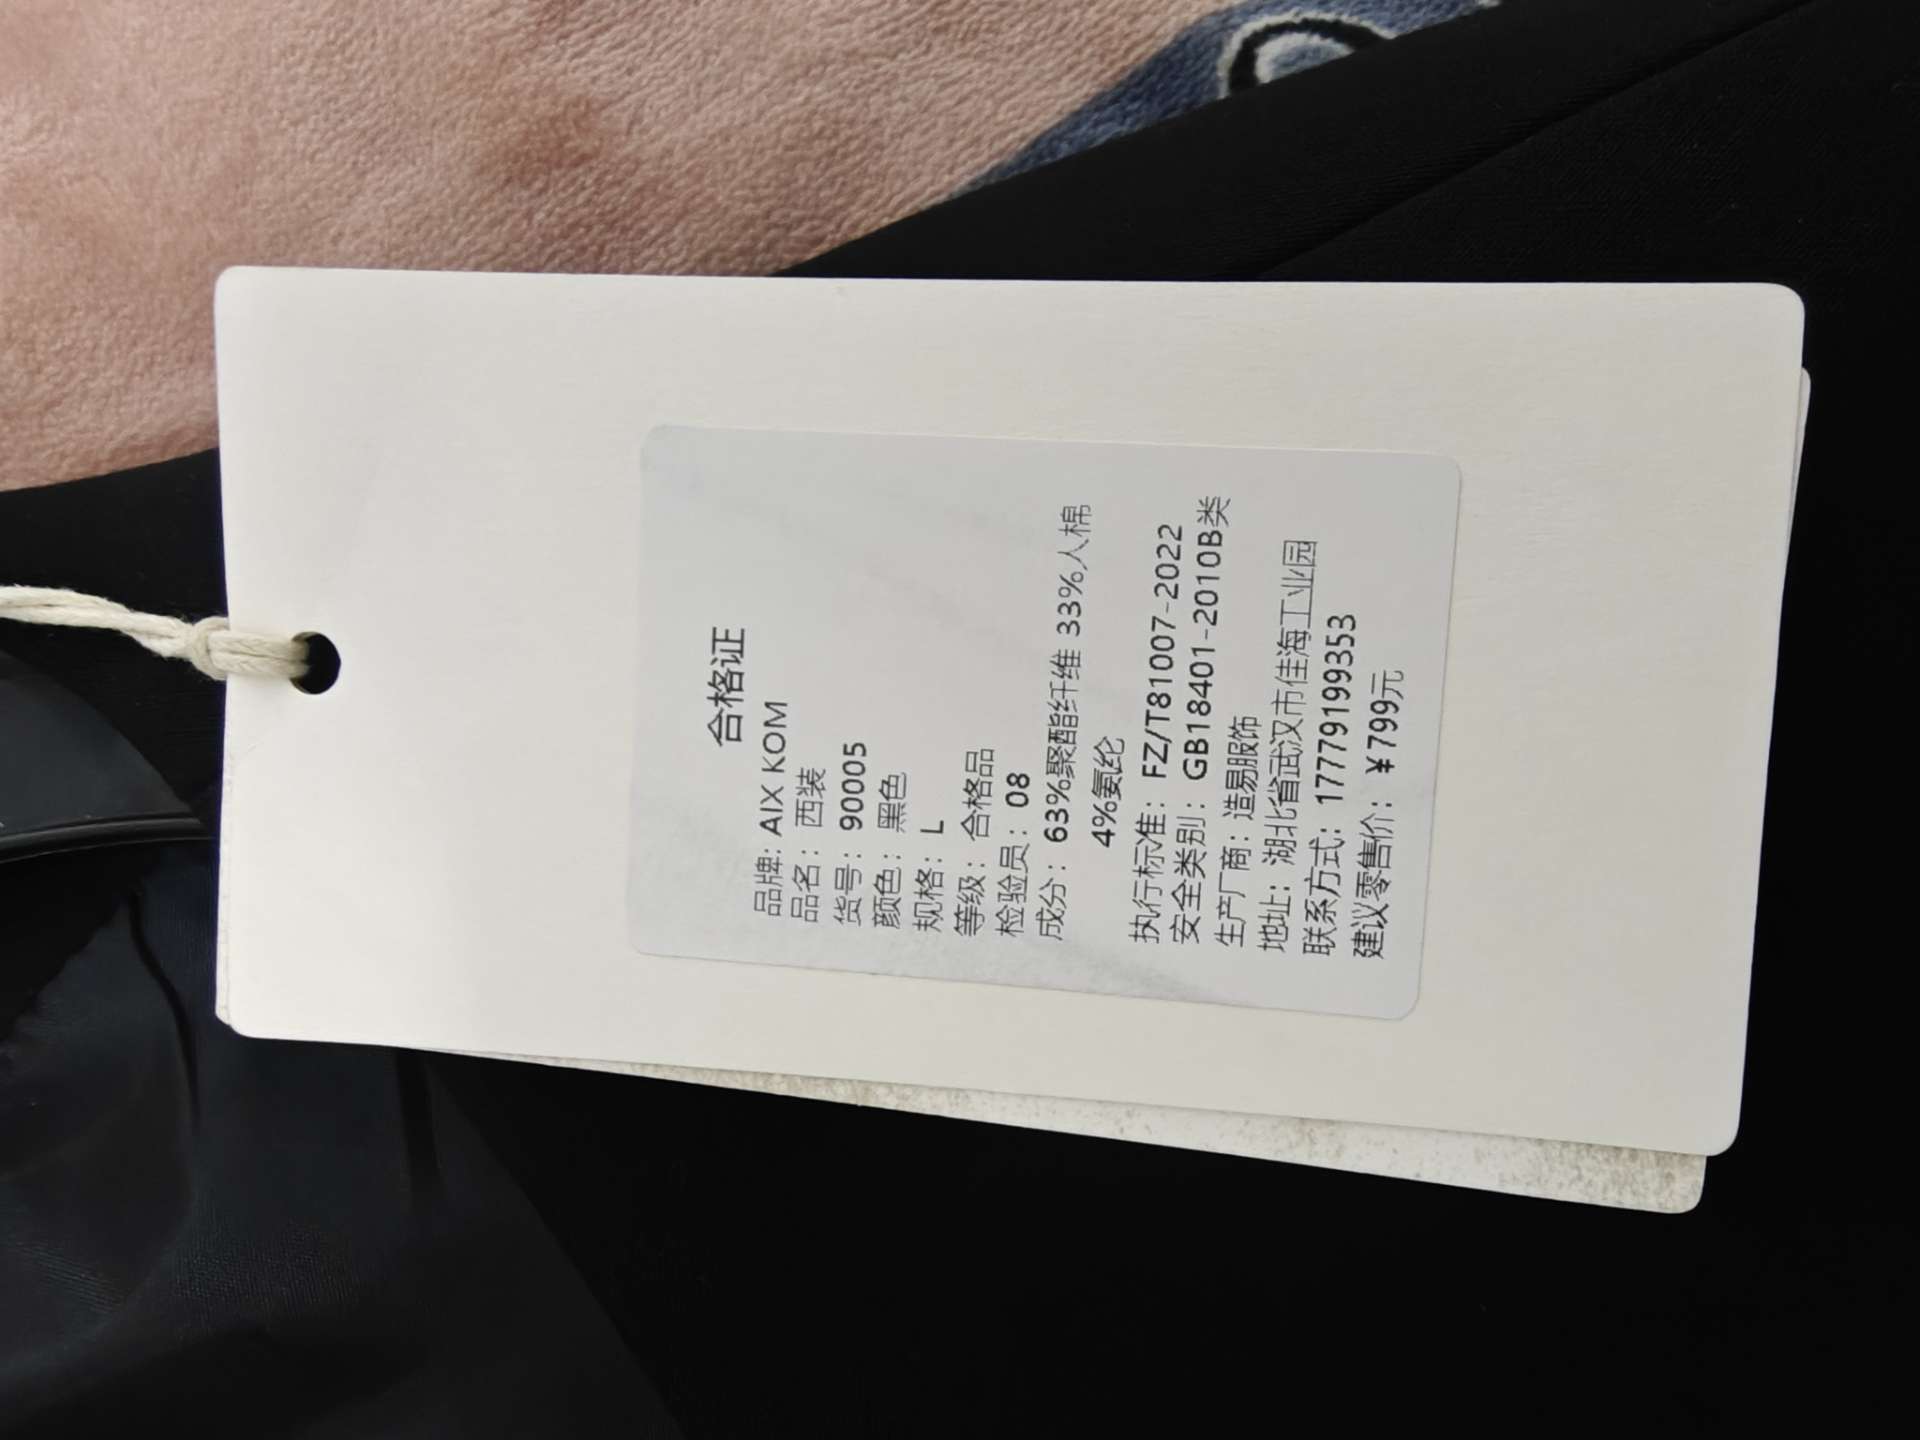 合格证
品牌: AIX KOM
品名：西装
货号：90005
颜色：黑色
规格：L
等级：合格品
检验员：08
成分：63%聚酯纤维 33%人棉
4%氨纶
执行标准：FZ/T81007-2022
安全类别：GB18401-2010B类
生产厂商：造易服饰
地址：湖北省武汉市佳海工业园
联系方式：17779199353
建议零售价：￥799元